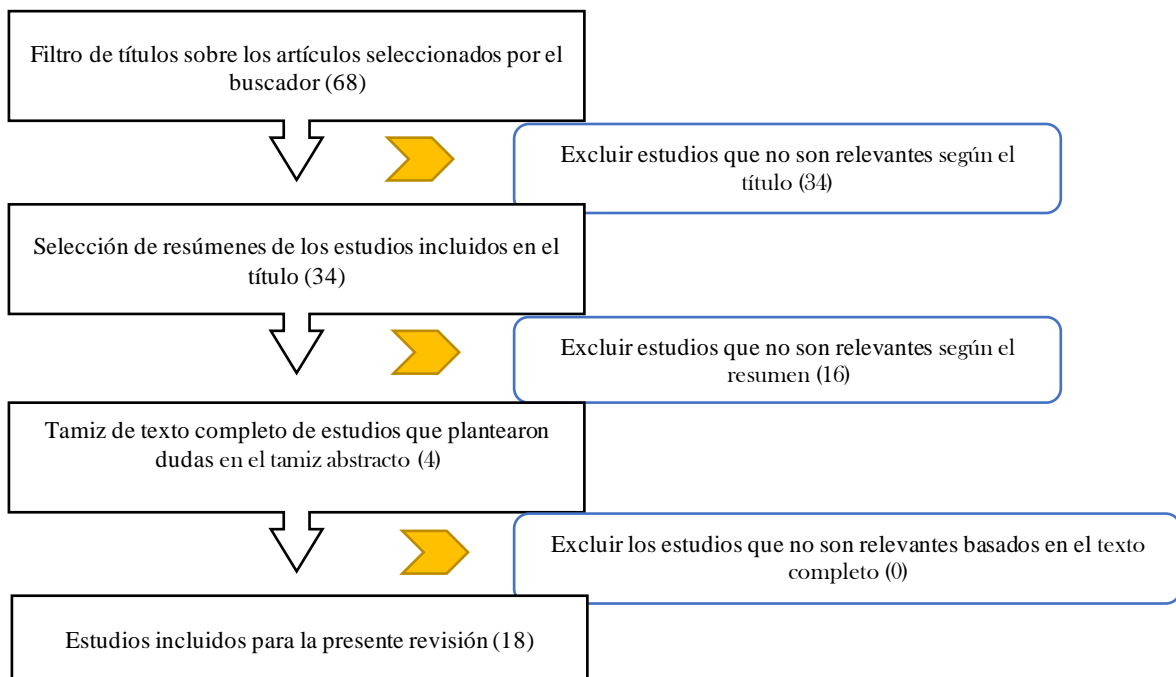 Filtro de títulos sobre los artículos seleccionados por el
buscador (68)
Excluir estudios que no son relevantes según el
título (34)
Selección de resúmenes de los estudios incluidos en el
título (34)
Excluir estudios que no son relevantes según el
resumen (16)
Tamiz de texto completo de estudios que plantearon
dudas en el tamiz abstracto (4)
Excluir los estudios que no son relevantes basados en el texto
completo (0)
Estudios incluidos para la presente revisión (18)